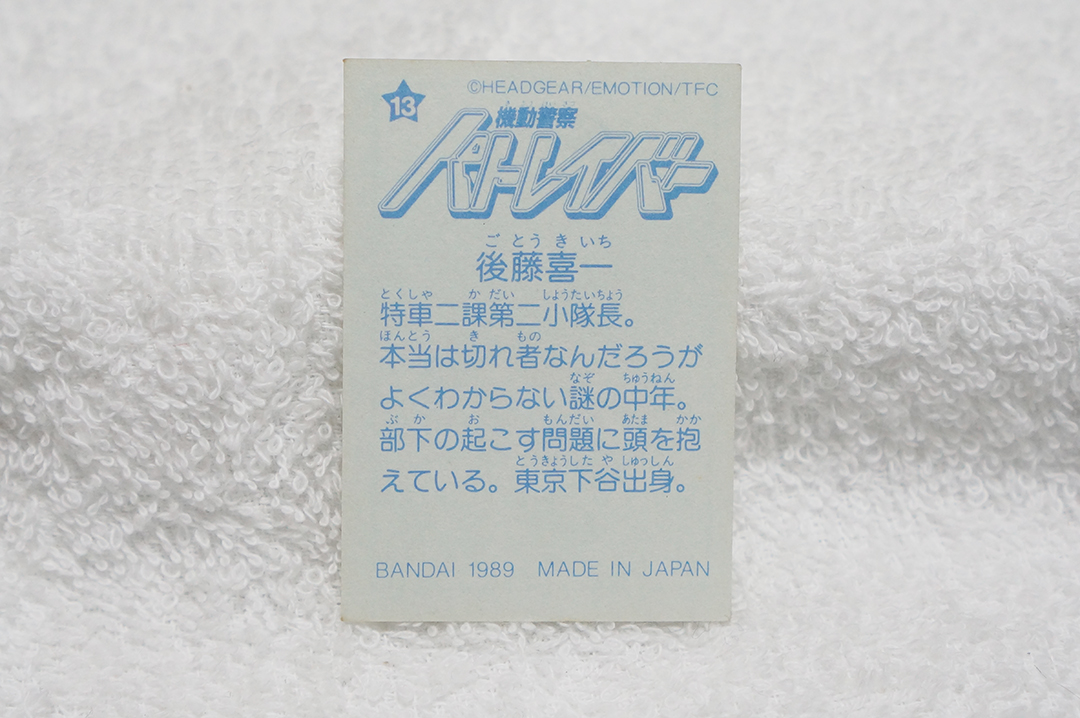 13
©HEADGEAR/EMOTION/TFC
機動警察
パトレイバー
ごとうきいち
後藤喜一
とくしゃ かだい しょうたいちょう
特車二課第二小隊長。
ほんとう き もの
本当は切れ者なんだろうが
なぞ ちゅうねん
よくわからない謎の中年。
ぶか お もんだい あたま かか
部下の起こす問題に頭を抱
とうきょうしたや しゅっしん
えている。東京下谷出身。
BANDAI 1989 MADE IN JAPAN